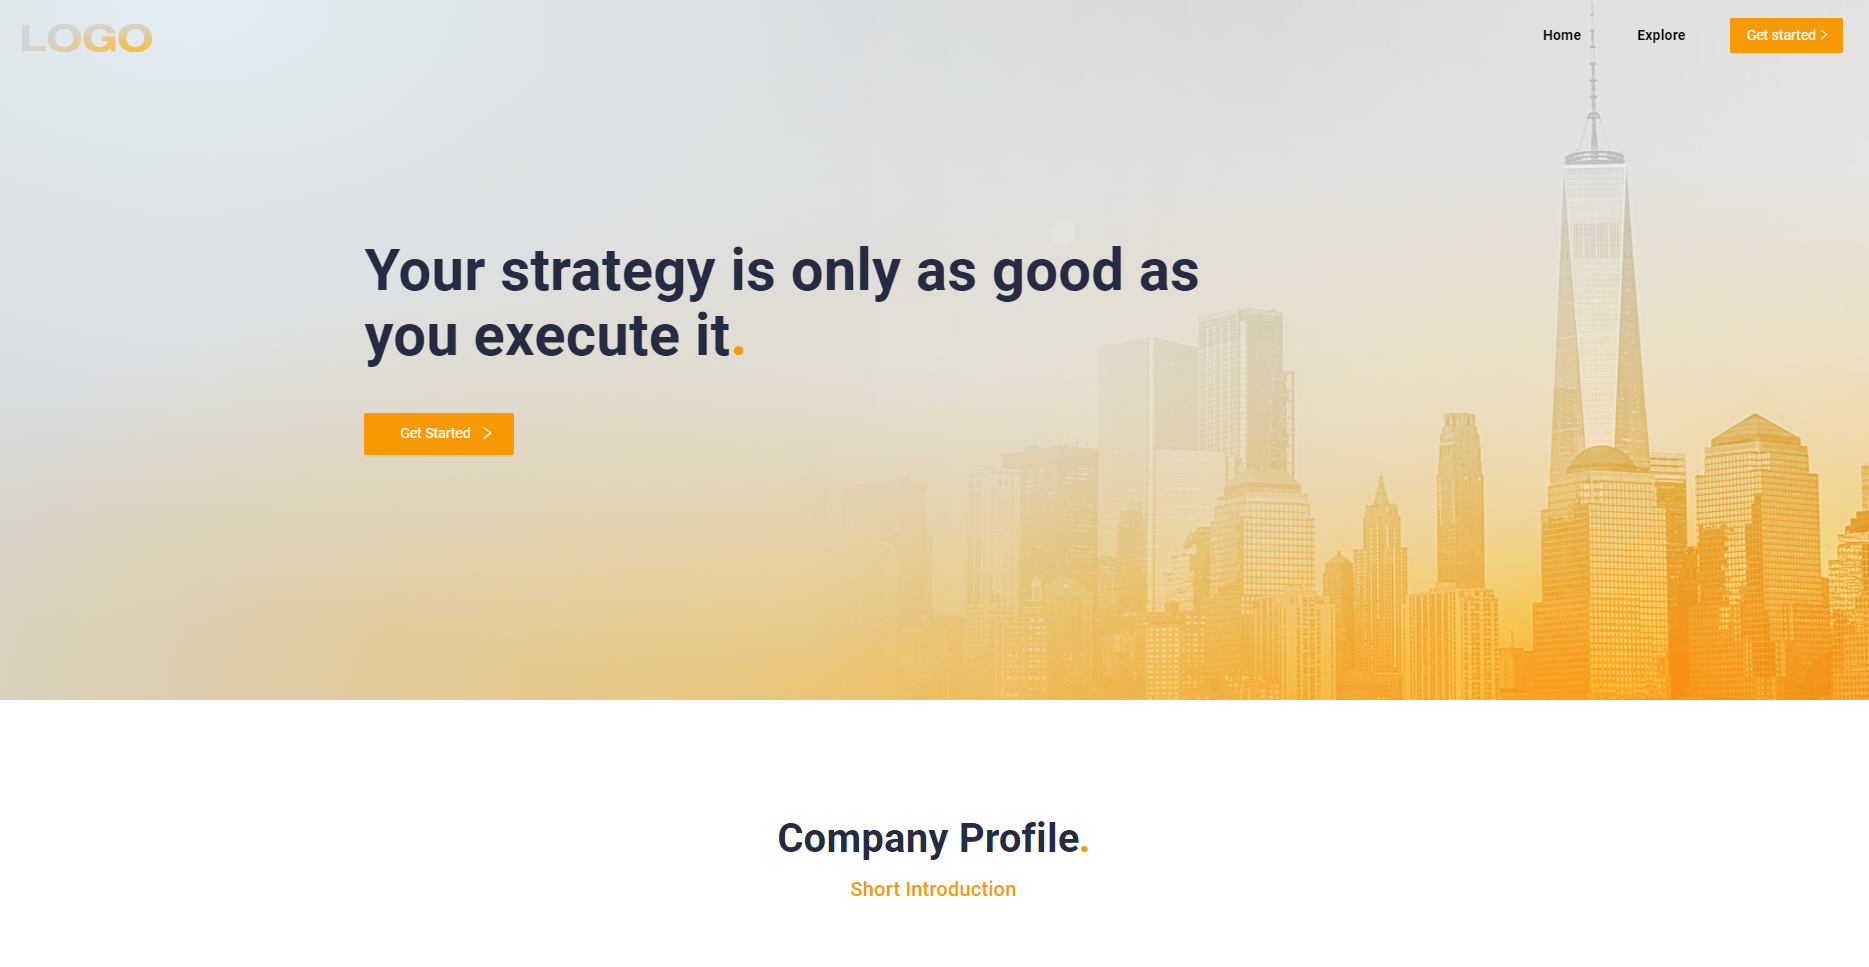 LOGO
Home
Explore
Get started
Your strategy is only as good as
you execute it.
Get Started
Company Profile.
Short Introduction